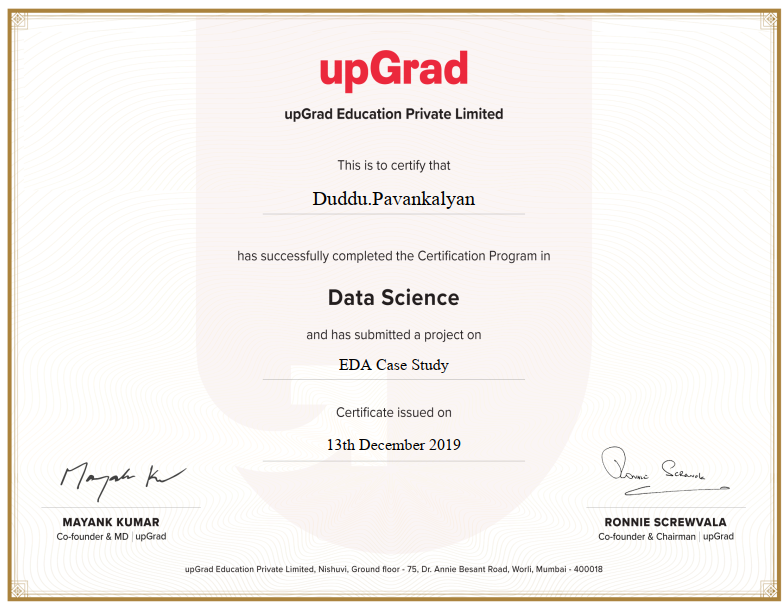 upGrad
upGrad Education Private Limited
This is to certify that
Duddu.Pavankalyan
has successfully completed the Certification Program in
Data Science
and has submitted a project on
EDA Case Study
Certificate issued on
13th December 2019
Mayank Ku
Ronnie Screwvala
MAYANK KUMAR
Co-founder & MD | upGrad
RONNIE SCREWVALA
Co-founder & Chairman | upGrad
upGrad Education Private Limited, Nishuvi, Ground floor - 75, Dr. Annie Besant Road, Worli, Mumbai - 400018